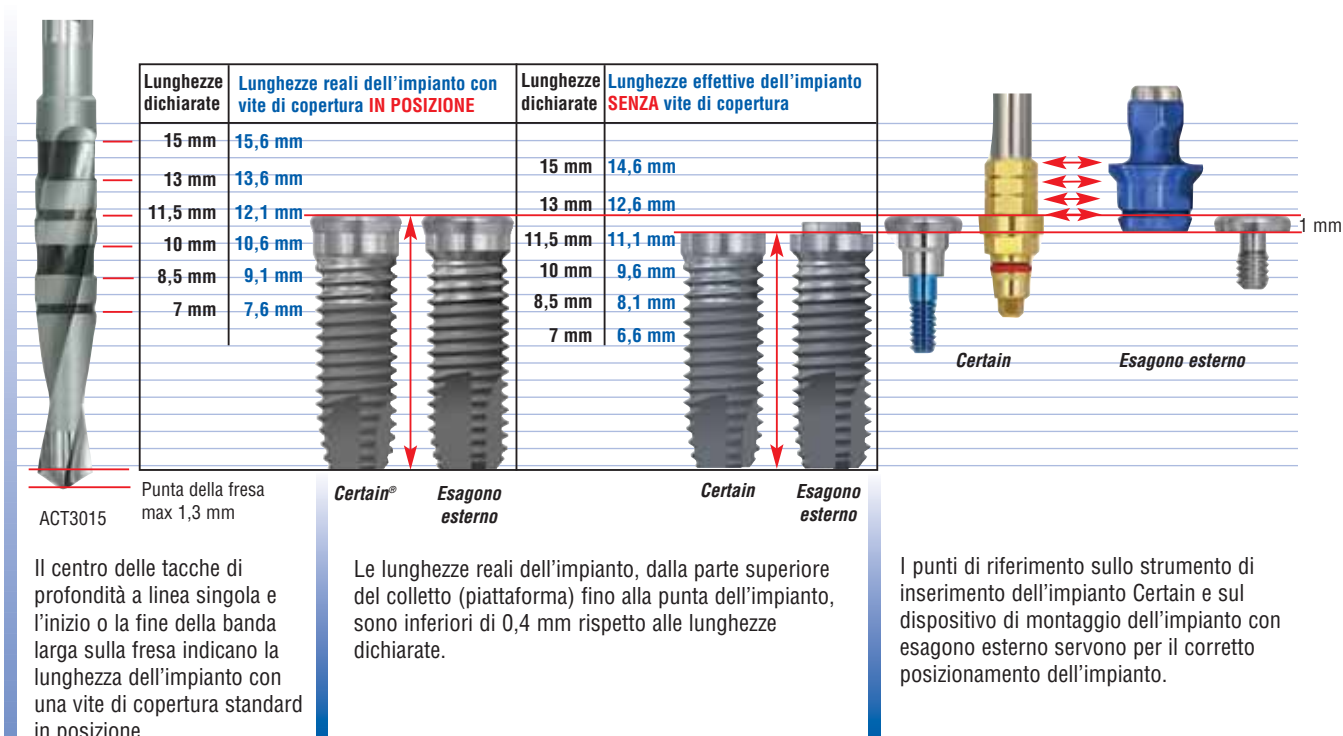 Lunghezze dichiarate
Lunghezze reali dell'impianto con vite di copertura IN POSIZIONE
Lunghezze dichiarate
Lunghezze effettive dell'impianto SENZA vite di copertura
15 mm 15,6 mm
13 mm 13,6 mm
11,5 mm 12,1 mm
10 mm 10,6 mm
8,5 mm 9,1 mm
7 mm 7,6 mm
15 mm 14,6 mm
13 mm 12,6 mm
11,5 mm 11,1 mm
10 mm 9,6 mm
8,5 mm 8,1 mm
7 mm 6,6 mm
1 mm
Certain
Esagono esterno
Punta della fresa
max 1,3 mm
ACT3015
Certain®
Esagono
esterno
Certain
Esagono
esterno
Il centro delle tacche di
profondità a linea singola e
l'inizio o la fine della banda
larga sulla fresa indicano la
lunghezza dell'impianto con
una vite di copertura standard
in posizione
Le lunghezze reali dell'impianto, dalla parte superiore
del colletto (piattaforma) fino alla punta dell'impianto,
sono inferiori di 0,4 mm rispetto alle lunghezze
dichiarate.
I punti di riferimento sullo strumento di
inserimento dell'impianto Certain e sul
dispositivo di montaggio dell'impianto con
esagono esterno servono per il corretto
posizionamento dell'impianto.